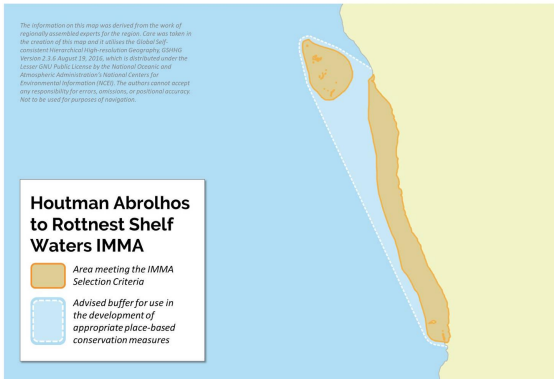 The information on this map was derived from the work of
regionally assembled experts for the region. Care was taken in
the creation of this map and it utilises the Global Self-
consistent Hierarchical High-resolution Geography, GSHHG
Version 2.3.6 August 19, 2016, which is distributed under the
Lesser GNU Public License by the National Oceanic and
Atmospheric Administration's National Centers for
Environmental Information (NCEI). The authors cannot accept
any responsibility for errors, omissions, or positional accuracy.
Not to be used for purposes of navigation.
Houtman Abrolhos
to Rottnest Shelf
Waters IMMA
Area meeting the IMMA
Selection Criteria
Advised buffer for use in
the development of
appropriate place-based
conservation measures